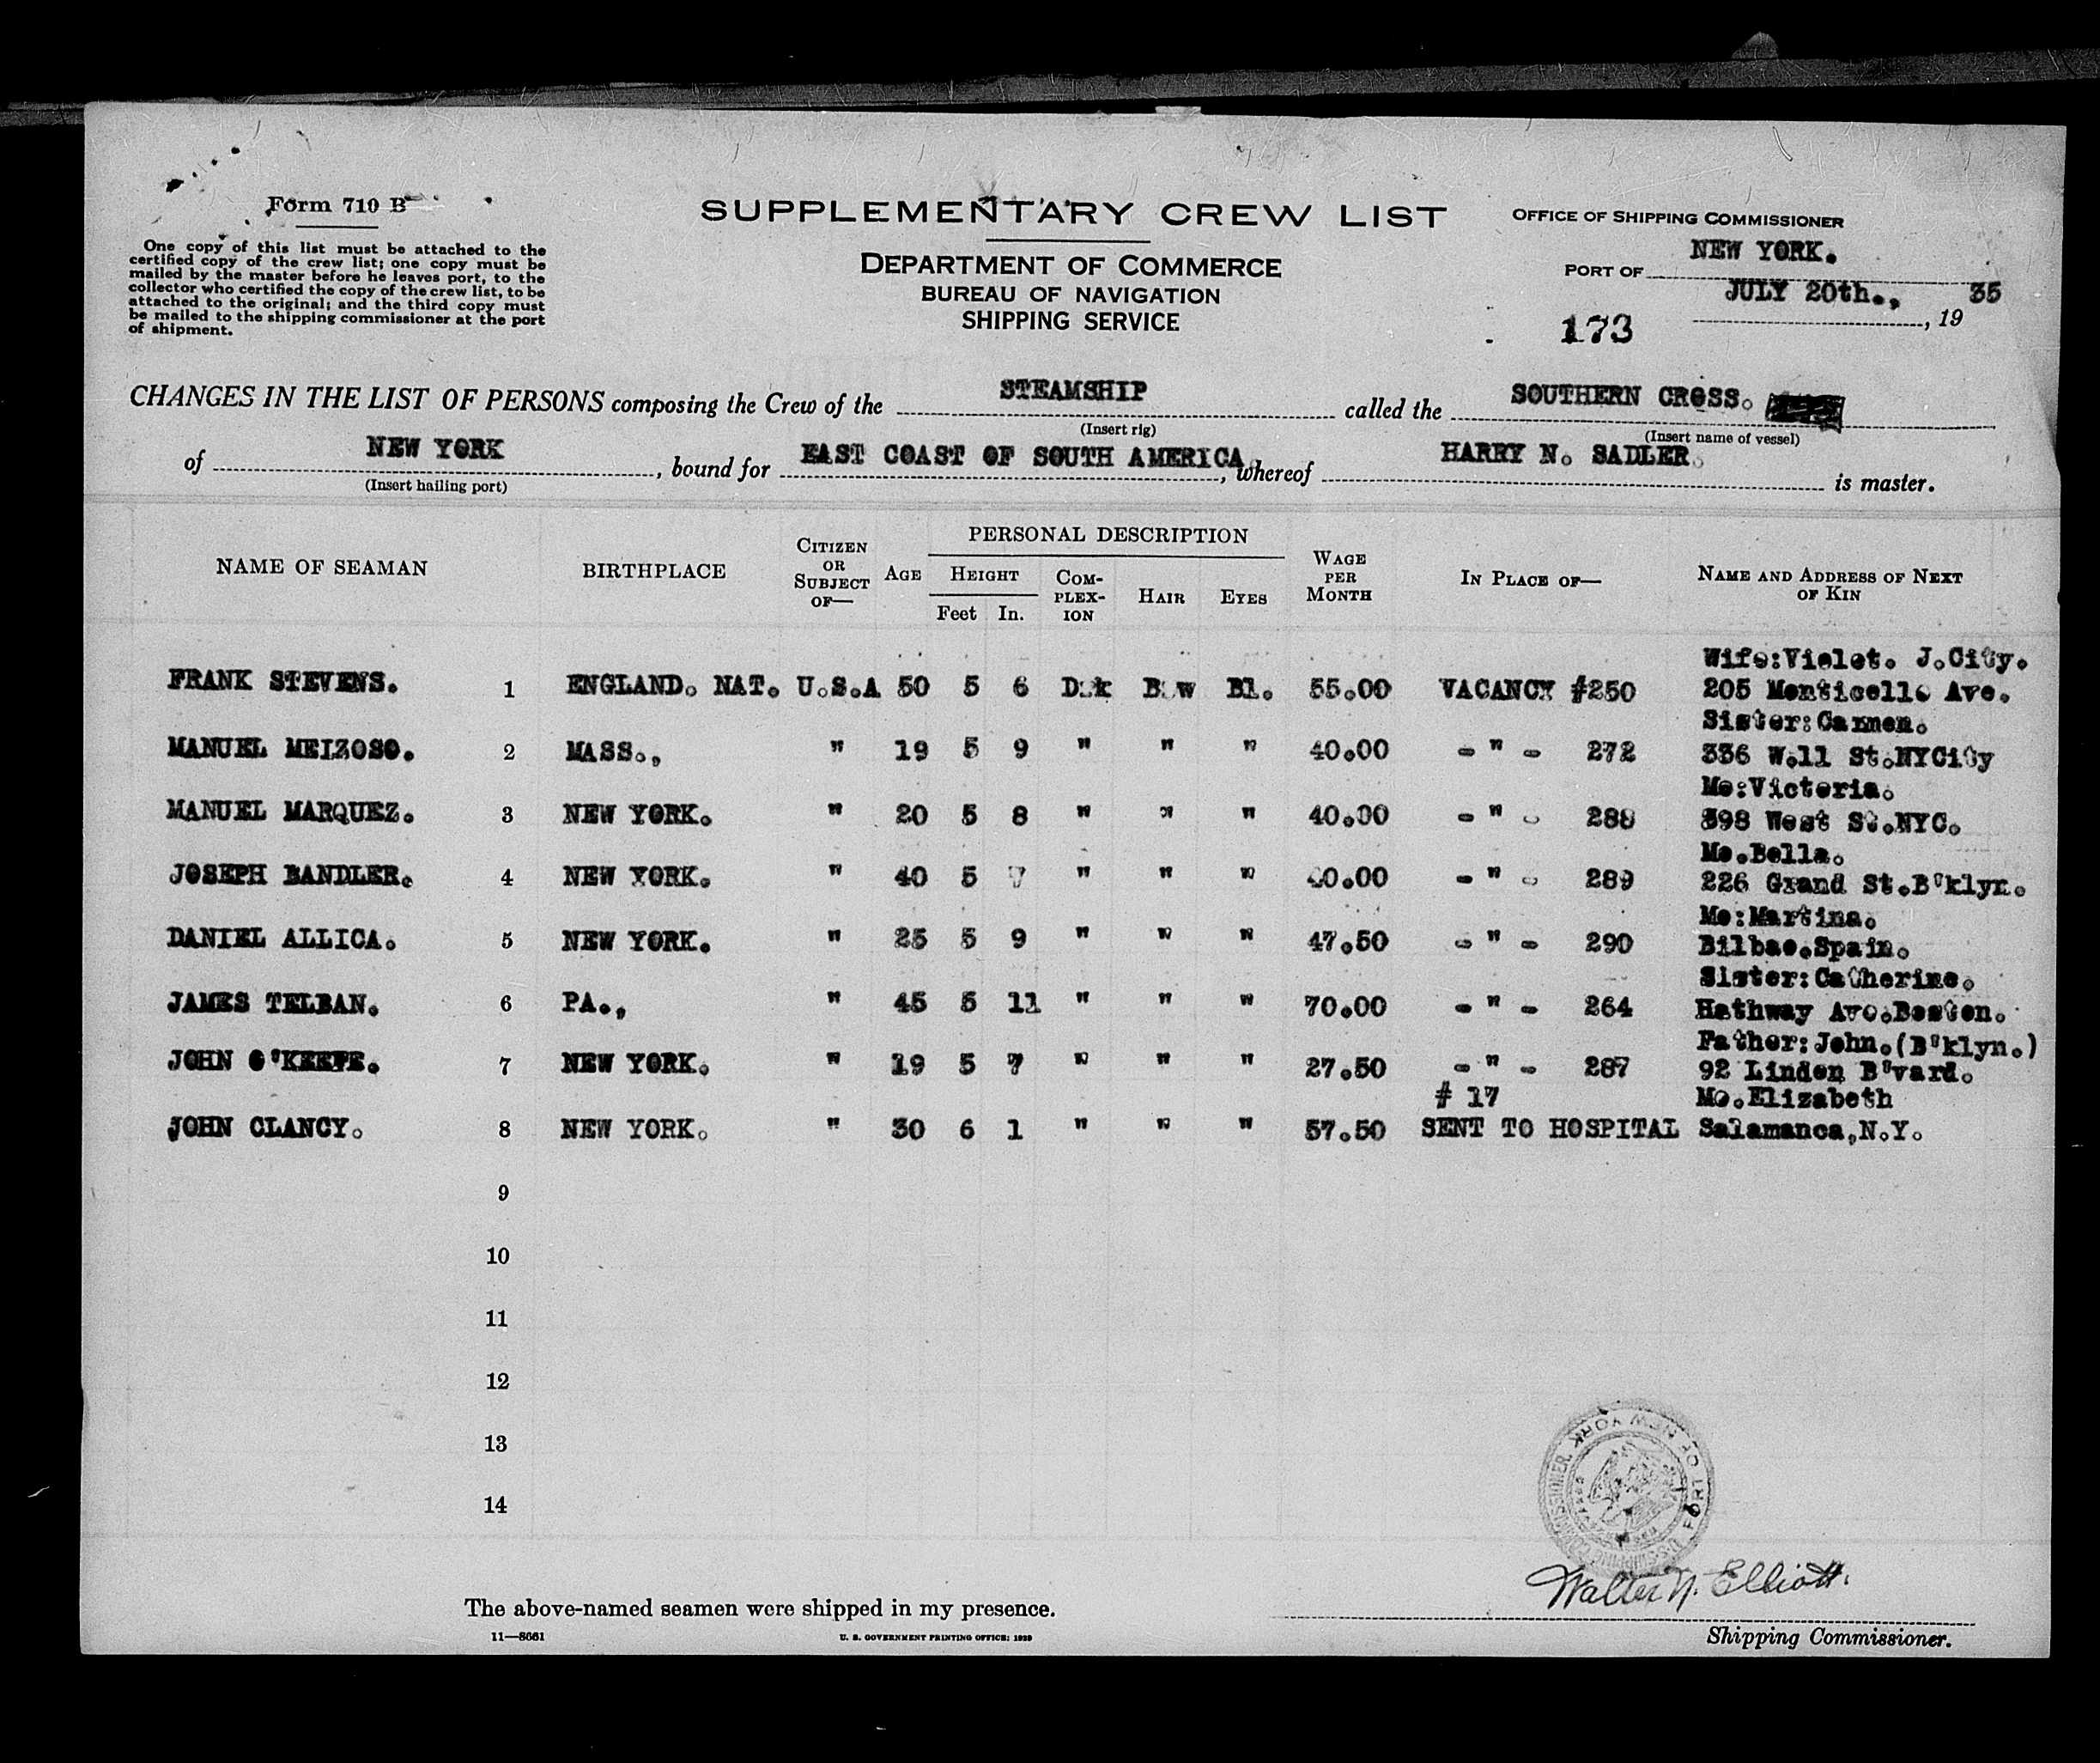 Form 710 B
One copy of this list must be attached to the
certified copy of the crew list; one copy must be
mailed by the master before he leaves port, to the
collector who certified the copy of the crew list, to be
attached to the original; and the third copy must
be mailed to the shipping commissioner at the port
of shipment.
SUPPLEMENTARY CREW LIST
DEPARTMENT OF COMMERCE
BUREAU OF NAVIGATION
SHIPPING SERVICE
OFFICE OF SHIPPING COMMISSIONER
PORT OF NEW YORK.
JULY 20th., , 19 35
173
CHANGES IN THE LIST OF PERSONS composing the Crew of the STEAMSHIP called the SOUTHERN CROSS.
(Insert rig) (Insert name of vessel)
of NEW YORK, bound for EAST COAST OF SOUTH AMERICA, whereof HARRY N. SADLER. is master.
(Insert hailing port)
NAME OF SEAMAN BIRTHPLACE CITIZEN OR SUBJECT OF— AGE PERSONAL DESCRIPTION HEIGHT Feet In. COMPLEXION HAIR EYES WAGE PER MONTH IN PLACE OF— NAME AND ADDRESS OF NEXT OF KIN
Wife:Violet. J.City.
FRANK STEVENS. 1 ENGLAND. NAT. U.S.A 50 5 6 D.k B.w Bl. 55.00 VACANCY #250 205 Monticello Ave.
Sister:Carmen.
MANUEL MEIZOSO. 2 MASS., " 19 5 9 " " " 40.00 - " - 272 336 W.ll St.NYCity
Mo:Victoria.
MANUEL MARQUEZ. 3 NEW YORK. " 20 5 8 " " " 40.00 - " - 288 398 West St.NYC.
Mo.Bella.
JOSEPH BANDLER. 4 NEW YORK. " 40 5 7 " " " 40.00 - " - 289 226 Grand St.B'klyn.
Mo:Martina.
DANIEL ALLICA. 5 NEW YORK. " 25 5 9 " " " 47.50 - " - 290 Bilbao.Spain.
Sister:Catherine.
JAMES TELBAN. 6 PA., " 45 5 11 " " " 70.00 - " - 264 Hathway Ave.Boston.
Father:John.(B'klyn.)
JOHN O'KEEFE. 7 NEW YORK. " 19 5 7 " " " 27.50 - " - 287 92 Linden B'vard.
# 17 Mo.Elizabeth
JOHN CLANCY. 8 NEW YORK. " 30 6 1 " " " 57.50 SENT TO HOSPITAL Salamanca,N.Y.
9
10
11
12
13
14
PORT OF NEW YORK
Walter N. Elliott.
The above-named seamen were shipped in my presence.
Shipping Commissioner.
11—8661 U. S. GOVERNMENT PRINTING OFFICE: 1929